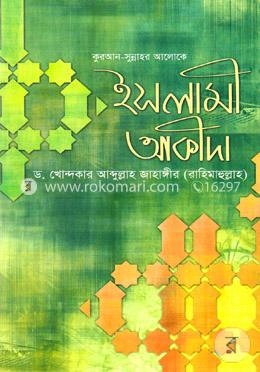 কুরআন-সুন্নাহর আলোকে
ইসলামী
আকীদা
ড. খোন্দকার আব্দুল্লাহ জাহাঙ্গীর (রাহিমাহুল্লাহ)
www.rokomari.com 16297